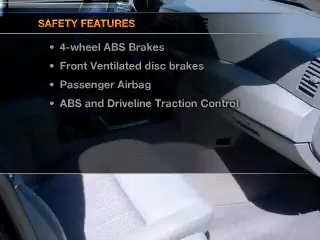 SAFETY FEATURES
• 4-wheel ABS Brakes
• Front Ventilated disc brakes
• Passenger Airbag
• ABS and Driveline Traction Control